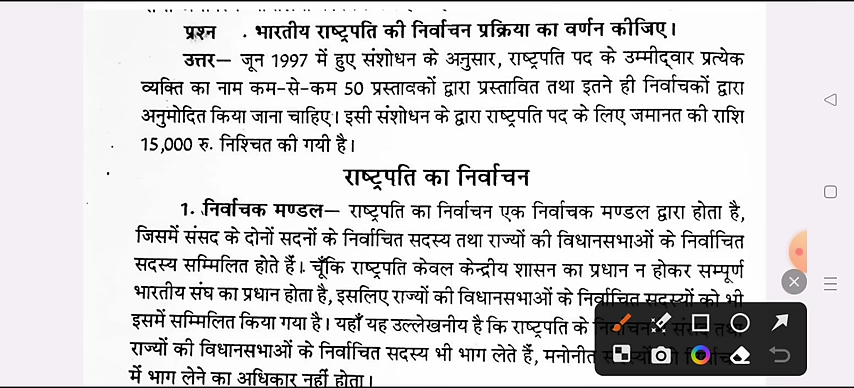 प्रश्न . भारतीय राष्ट्रपति की निर्वाचन प्रक्रिया का वर्णन कीजिए।
उत्तर— जून 1997 में हुए संशोधन के अनुसार, राष्ट्रपति पद के उम्मीद्वार प्रत्येक
व्यक्ति का नाम कम-से-कम 50 प्रस्तावकों द्वारा प्रस्तावित तथा इतने ही निर्वाचकों द्वारा
अनुमोदित किया जाना चाहिए। इसी संशोधन के द्वारा राष्ट्रपति पद के लिए जमानत की राशि
15,000 रु. निश्चित की गयी है।
राष्ट्रपति का निर्वाचन
1. निर्वाचक मण्डल— राष्ट्रपति का निर्वाचन एक निर्वाचक मण्डल द्वारा होता है,
जिसमें संसद के दोनों सदनों के निर्वाचित सदस्य तथा राज्यों की विधानसभाओं के निर्वाचित
सदस्य सम्मिलित होते हैं। चूँकि राष्ट्रपति केवल केन्द्रीय शासन का प्रधान न होकर सम्पूर्ण
भारतीय संघ का प्रधान होता है, इसलिए राज्यों की विधानसभाओं के निर्वाचित सदस्यों को भी
इसमें सम्मिलित किया गया है। यहाँ यह उल्लेखनीय है कि राष्ट्रपति के निर्वाचन में संसद तथा
राज्यों की विधानसभाओं के निर्वाचित सदस्य भी भाग लेते हैं, मनोनीत
में भाग लेने का अधिकार नहीं होता।